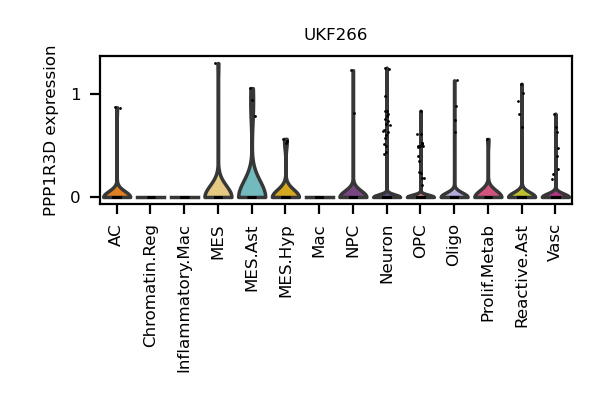 UKF266
PPP1R3D expression
1
0
AC
Chromatin.Reg
Inflammatory.Mac
MES
MES.Ast
MES.Hyp
Mac
NPC
Neuron
OPC
Oligo
Prolif.Metab
Reactive.Ast
Vasc